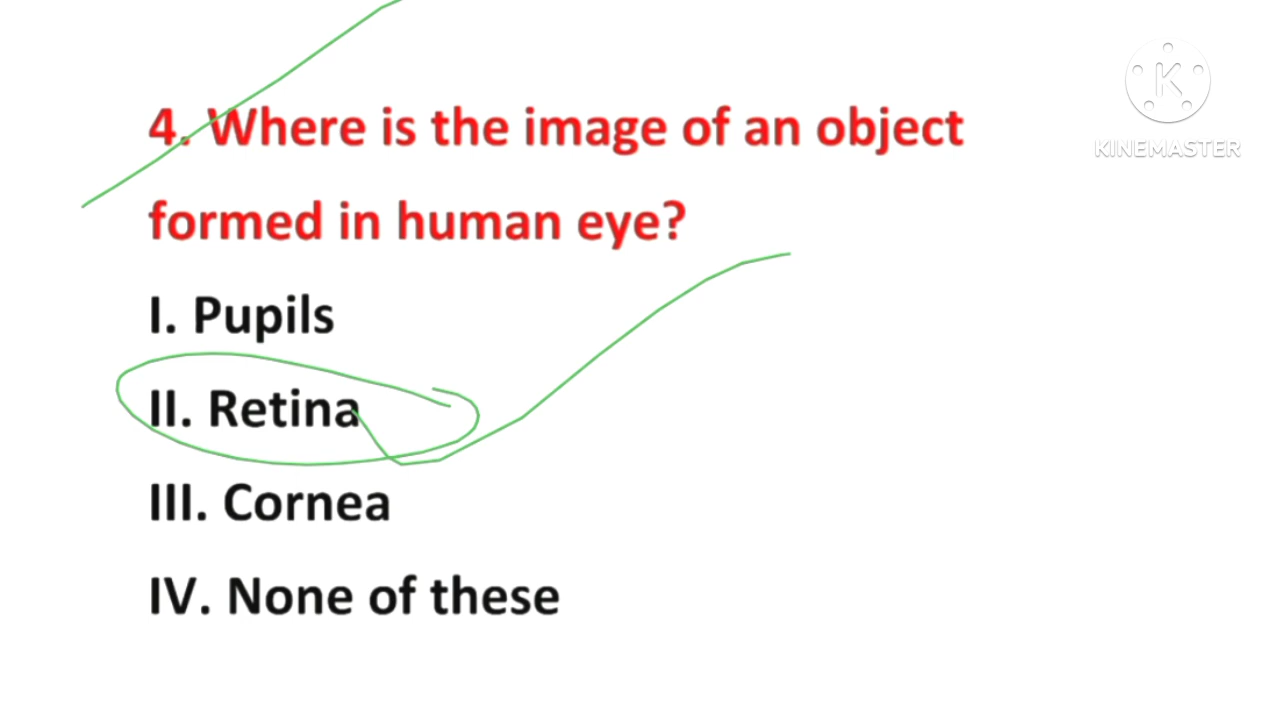 4. Where is the image of an object
formed in human eye?
I. Pupils
II. Retina
III. Cornea
IV. None of these
K
KINEMASTER